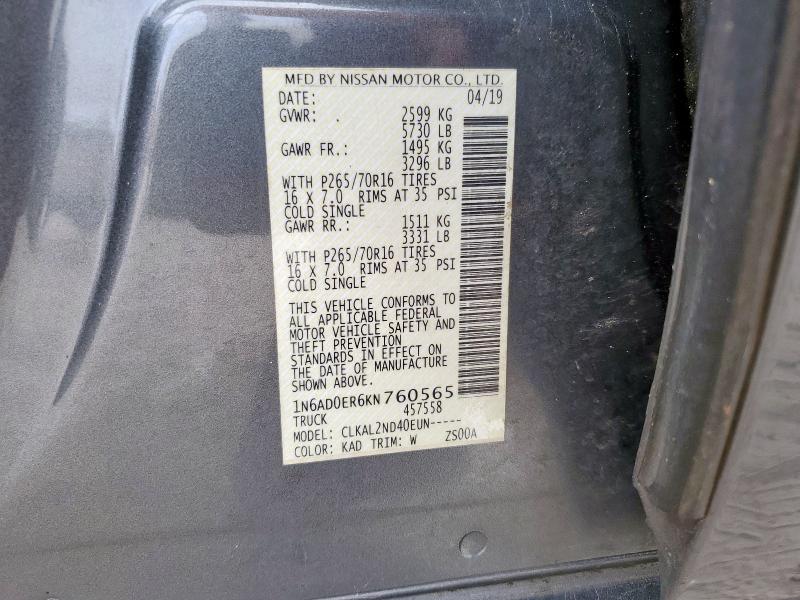 MFD BY NISSAN MOTOR CO., LTD.
DATE: 04/19
GVWR: . 2599 KG
5730 LB
GAWR FR.: 1495 KG
3296 LB
WITH P265/70R16 TIRES
16 X 7.0 RIMS AT 35 PSI
COLD SINGLE
GAWR RR.: 1511 KG
3331 LB
WITH P265/70R16 TIRES
16 X 7.0 RIMS AT 35 PSI
COLD SINGLE
THIS VEHICLE CONFORMS TO
ALL APPLICABLE FEDERAL
MOTOR VEHICLE SAFETY AND
THEFT PREVENTION
STANDARDS IN EFFECT ON
THE DATE OF MANUFACTURE
SHOWN ABOVE.
1N6AD0ER6KN760565
TRUCK 457558
MODEL: CLKAL2ND40EUN-----
COLOR: KAD TRIM: W ZS00A